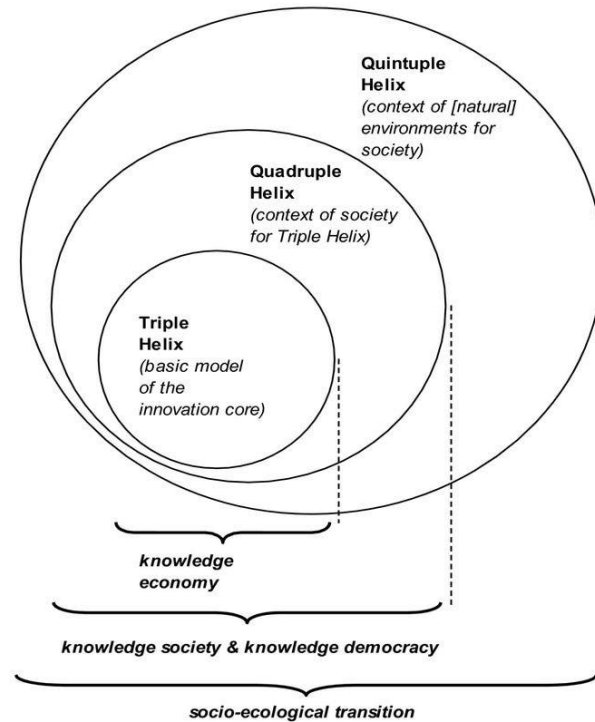 Quintuple
Helix
(context of [natural]
environments for
society)
Quadruple
Helix
(context of society
for Triple Helix)
Triple
Helix
(basic model
of the
innovation core)
knowledge
economy
knowledge society & knowledge democracy
socio-ecological transition